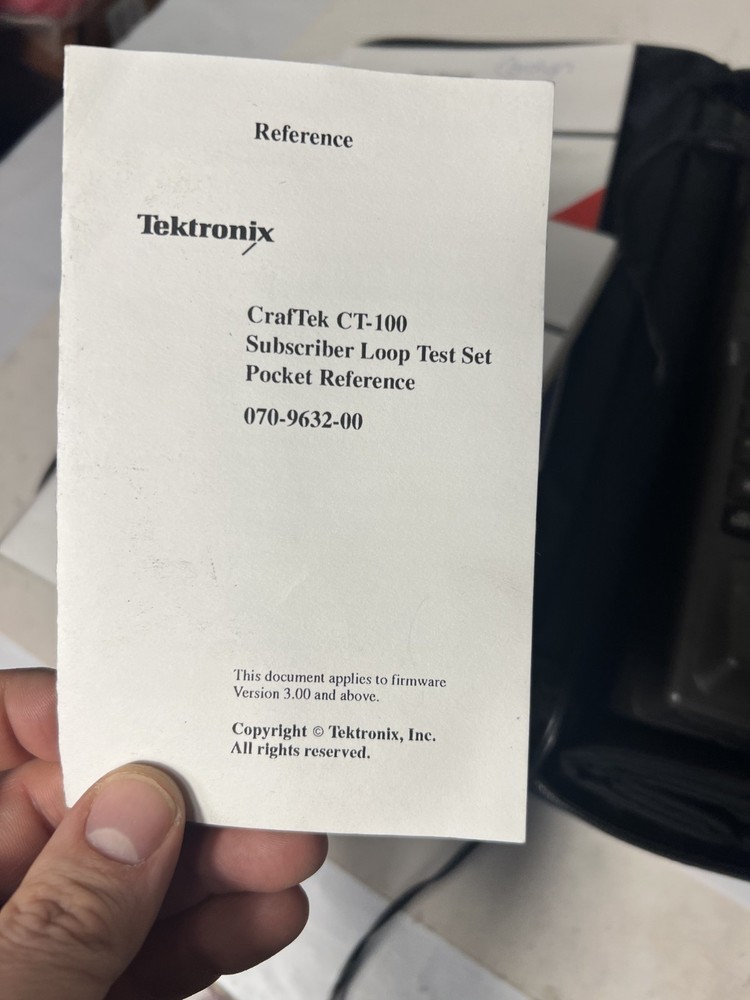 Reference
Tektronix
CrafTek CT-100
Subscriber Loop Test Set
Pocket Reference
070-9632-00
This document applies to firmware
Version 3.00 and above.
Copyright © Tektronix, Inc.
All rights reserved.